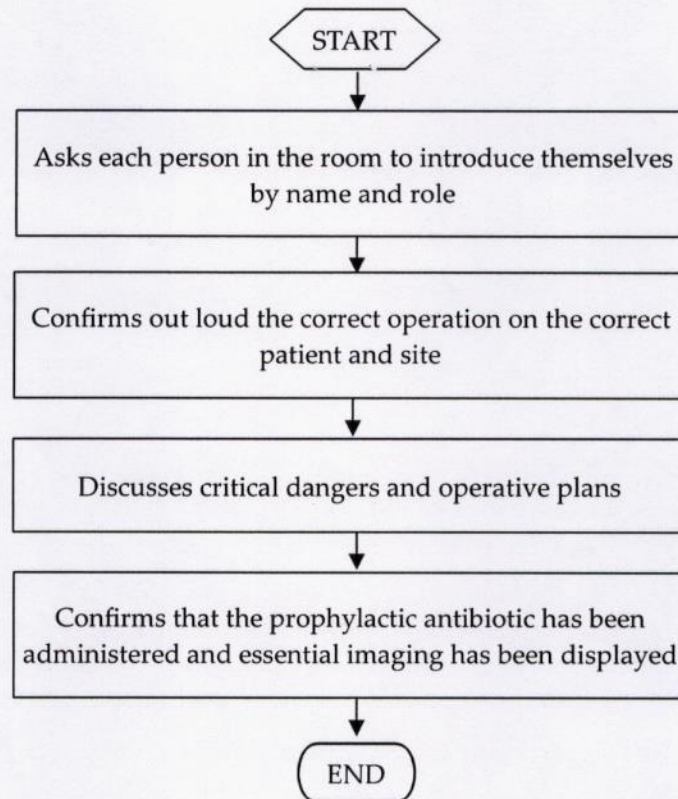 START
Asks each person in the room to introduce themselves
by name and role
Confirms out loud the correct operation on the correct
patient and site
Discusses critical dangers and operative plans
Confirms that the prophylactic antibiotic has been
administered and essential imaging has been displayed
END